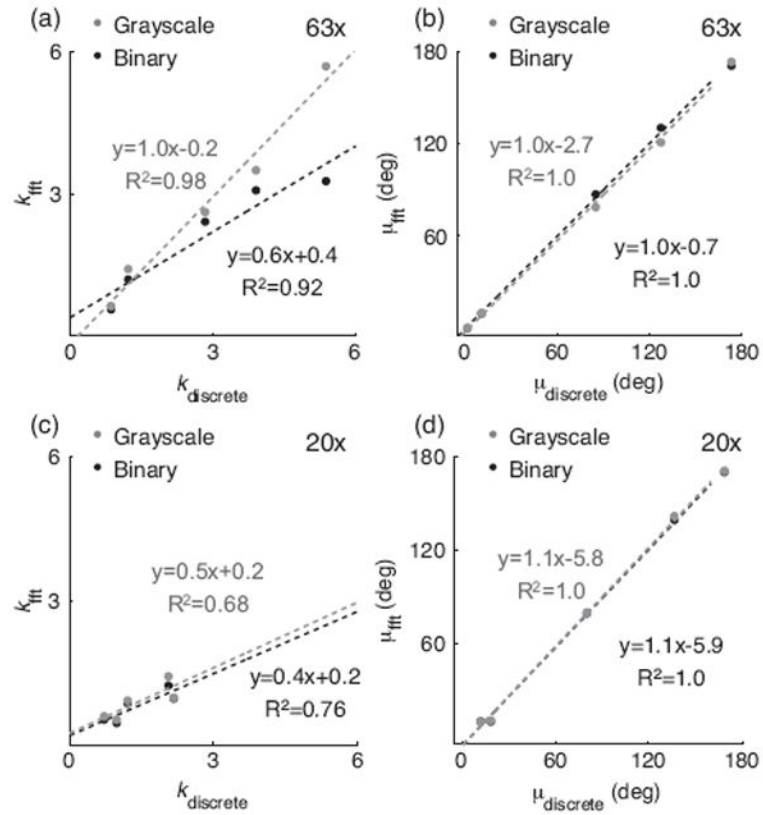 (a)
Grayscale
63x
Binary
6
y=1.0x-0.2
R²=0.98
3
k_fft
y=0.6x+0.4
R²=0.92
0
3
6
k_discrete
(b)
Grayscale
63x
Binary
180
120
y=1.0x-2.7
R²=1.0
μ_fft (deg)
60
y=1.0x-0.7
R²=1.0
0
60
120
180
μ_discrete (deg)
(c)
Grayscale
20x
Binary
6
y=0.5x+0.2
R²=0.68
3
k_fft
y=0.4x+0.2
R²=0.76
0
3
6
k_discrete
(d)
Grayscale
20x
Binary
180
120
y=1.1x-5.8
R²=1.0
μ_fft (deg)
60
y=1.1x-5.9
R²=1.0
0
60
120
180
μ_discrete (deg)